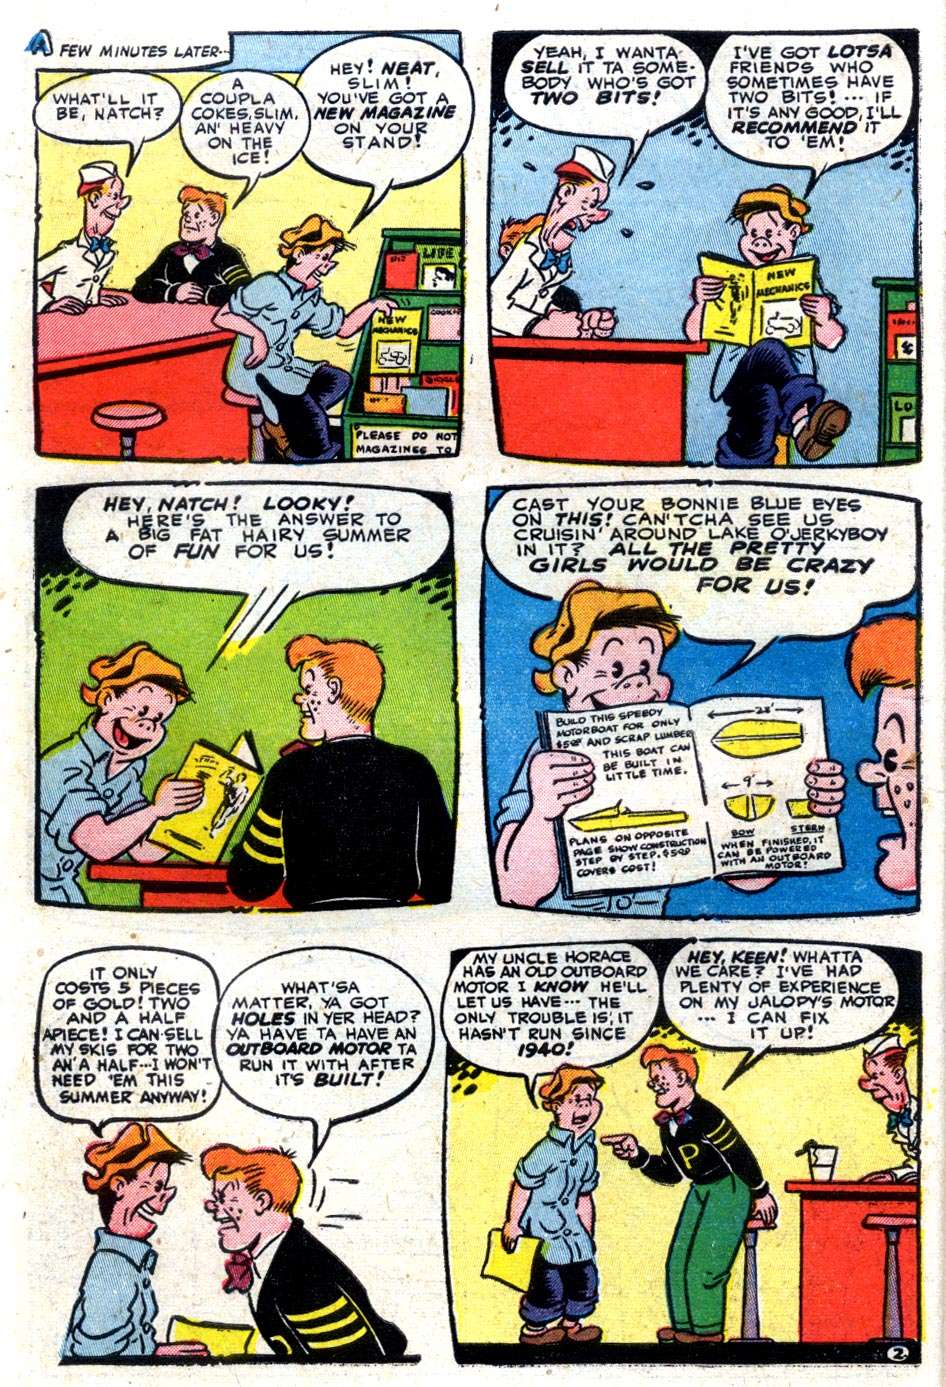 A FEW MINUTES LATER...
WHAT'LL IT
BE, NATCH?
A
COUPLA
COKES, SLIM,
AN' HEAVY
ON THE
ICE!
HEY! NEAT,
SLIM!
YOU'VE GOT A
NEW MAGAZINE
ON YOUR
STAND!
LIFE
NEW
MECHANICS
PLEASE DO NOT
MAGAZINES TO
YEAH, I WANTA
SELL IT TA SOME-
BODY WHO'S GOT
TWO BITS!
I'VE GOT LOTSA
FRIENDS WHO
SOMETIMES HAVE
TWO BITS! ... IF
IT'S ANY GOOD, I'LL
RECOMMEND IT
TO 'EM!
NEW
MECHANICS
LO
HEY, NATCH! LOOKY!
HERE'S THE ANSWER TO
A BIG FAT HAIRY SUMMER
OF FUN FOR US!
CAST YOUR BONNIE BLUE EYES
ON THIS! CAN'TCHA SEE US
CRUISIN' AROUND LAKE O'JERKYBOY
IN IT? ALL THE PRETTY
GIRLS WOULD BE CRAZY
FOR US!
BUILD THIS SPEEDY
MOTORBOAT FOR ONLY
$5.00 AND SCRAP LUMBER
THIS BOAT CAN
BE BUILT IN
LITTLE TIME.
PLANS ON OPPOSITE
PAGE SHOW CONSTRUCTION
STEP BY STEP. $5.00
COVERS COST!
9'
BOW STERN
WHEN FINISHED, IT
CAN BE POWERED
WITH AN OUTBOARD
MOTOR!
IT ONLY
COSTS 5 PIECES
OF GOLD! TWO
AND A HALF
APIECE! I CAN SELL
MY SKIS FOR TWO
AN' A HALF...I WON'T
NEED 'EM THIS
SUMMER ANYWAY!
WHAT'SA
MATTER, YA GOT
HOLES IN YER HEAD?
YA HAVE TA HAVE AN
OUTBOARD MOTOR TA
RUN IT WITH AFTER
IT'S BUILT!
MY UNCLE HORACE
HAS AN OLD OUTBOARD
MOTOR I KNOW HE'LL
LET US HAVE... THE
ONLY TROUBLE IS, IT
HASN'T RUN SINCE
1940!
HEY, KEEN! WHATTA
WE CARE? I'VE HAD
PLENTY OF EXPERIENCE
ON MY JALOPY'S MOTOR
... I CAN FIX
IT UP!
P
2